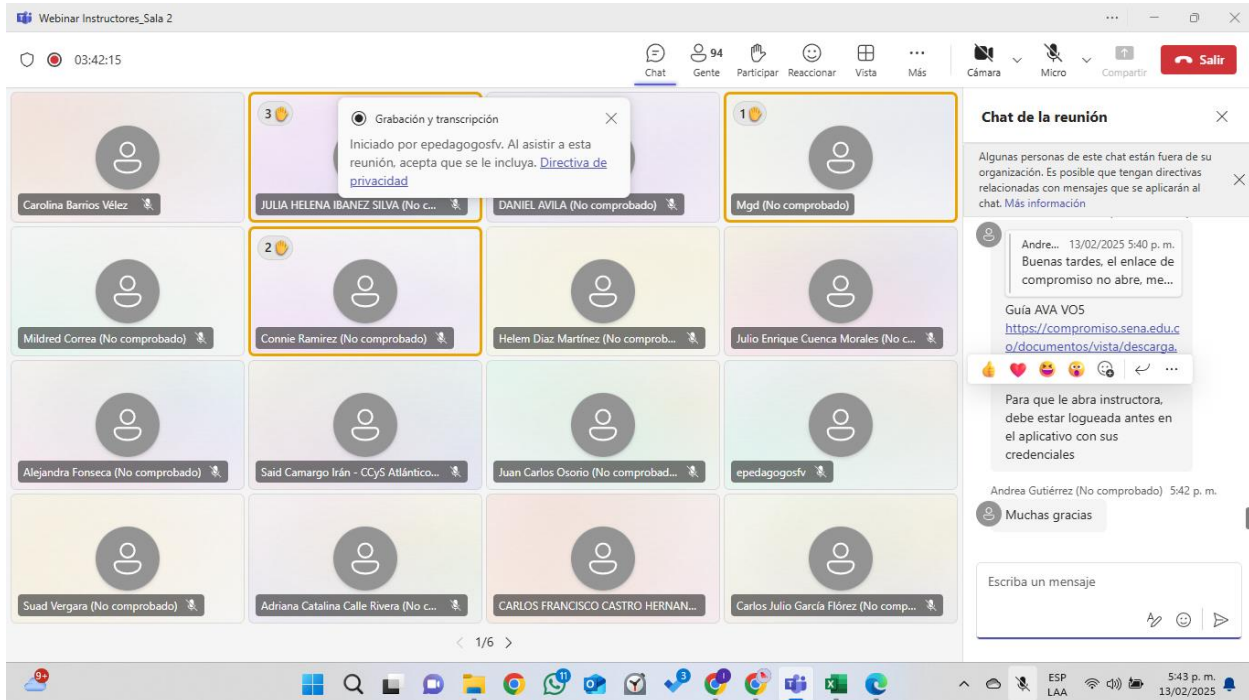 Webinar Instructores_Sala 2
03:42:15
Chat
94
Gente
Participar
Reaccionar
Vista
Más
Cámara
Micro
Compartir
Salir
Carolina Barrios Vélez
3
JULIA HELENA IBANEZ SILVA (No c...
Grabación y transcripción
Iniciado por epedagogosfv. Al asistir a esta
reunión, acepta que se le incluya. Directiva de
privacidad
DANIEL AVILA (No comprobado)
1
Mgd (No comprobado)
Mildred Correa (No comprobado)
2
Connie Ramirez (No comprobado)
Helem Diaz Martínez (No comprob...
Julio Enrique Cuenca Morales (No c...
Alejandra Fonseca (No comprobado)
Said Camargo Irán - CCyS Atlántico...
Juan Carlos Osorio (No comprobad...
epedagogosfv
Suad Vergara (No comprobado)
Adriana Catalina Calle Rivera (No c...
CARLOS FRANCISCO CASTRO HERNAN...
Carlos Julio García Flórez (No comp...
1/6
Chat de la reunión
Algunas personas de este chat están fuera de su
organización. Es posible que tengan directivas
relacionadas con mensajes que se aplicarán al
chat. Más información
Andre... 13/02/2025 5:40 p. m.
Buenas tardes, el enlace de
compromiso no abre, me...
Guía AVA VO5
https://compromiso.sena.edu.c
o/documentos/vista/descarga.
Para que le abra instructora,
debe estar logueada antes en
el aplicativo con sus
credenciales
Andrea Gutiérrez (No comprobado) 5:42 p. m.
Muchas gracias
Escriba un mensaje
9+
11
3
ESP
LAA
5:43 p. m.
13/02/2025